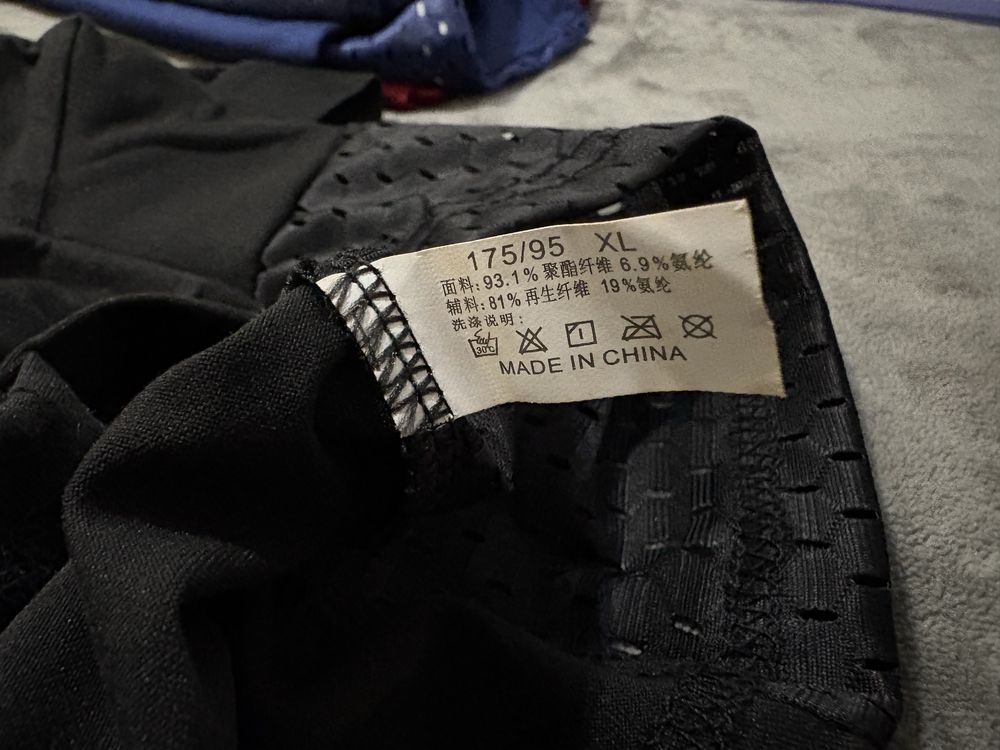 175/95 XL
面料:93.1%聚酯纤维 6.9%氨纶
辅料:81%再生纤维 19%氨纶
洗涤说明:
30℃
MADE IN CHINA